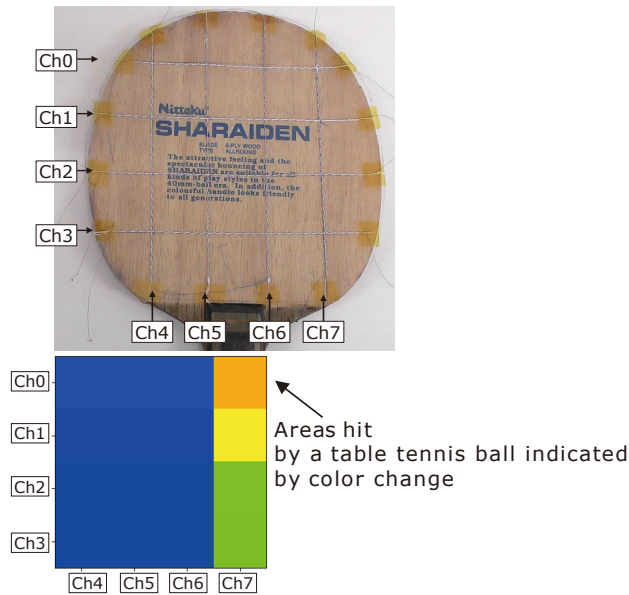 Ch0
Nittaku
Ch1
SHARAIDEN
BLADE 5-PLY WOOD
TYPE ALLROUND
The attractive feeling and the
spectacular bouncing of
Ch2
SHARAIDEN are suitable for all
kinds of play styles in the
40mm-ball era. In addition, the
colourful handle looks friendly
to all generations.
Ch3
Ch4 Ch5 Ch6 Ch7
Ch0
Areas hit
Ch1
by a table tennis ball indicated
by color change
Ch2
Ch3
Ch4 Ch5 Ch6 Ch7